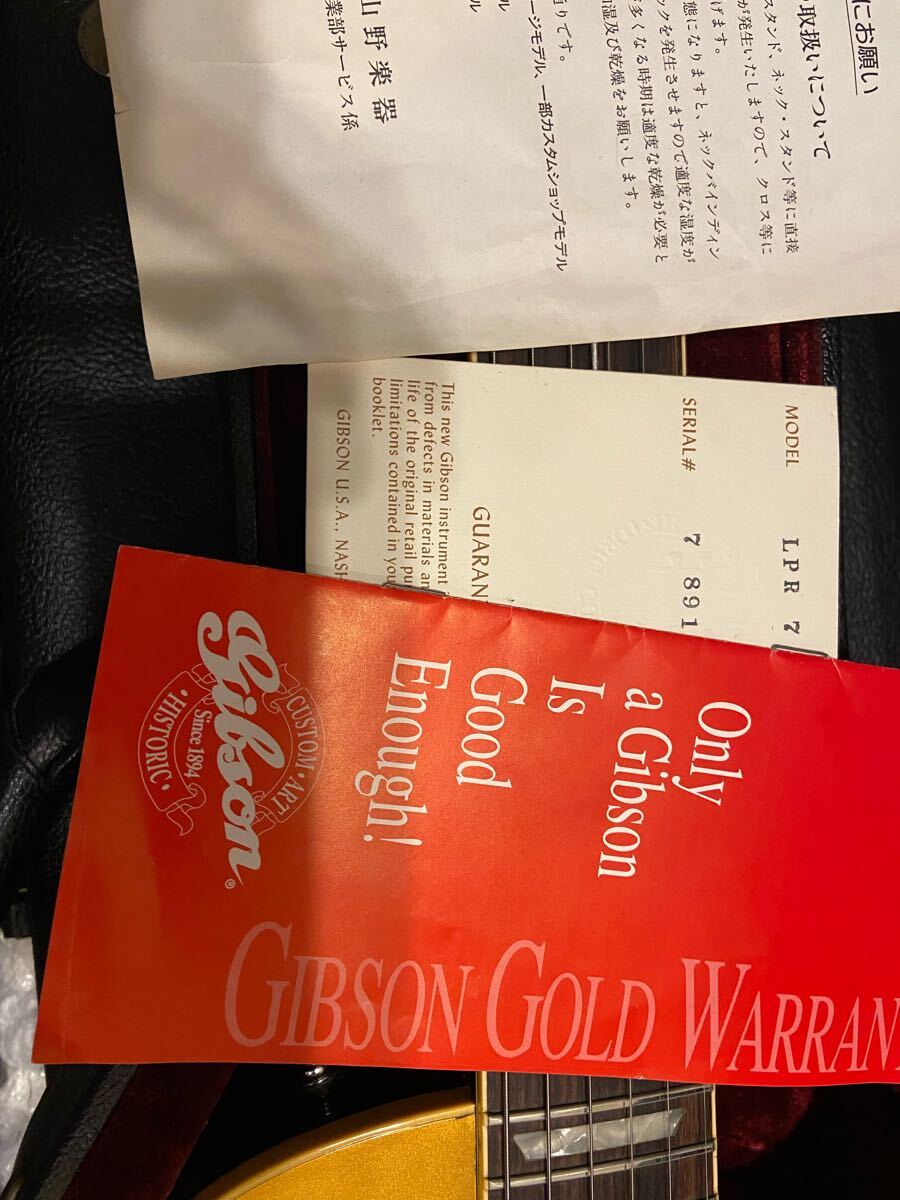 にお願い
の取扱いについて
スタンド、ネック・スタンド等に直接
が発生いたしますので、クロス等に
げます。
態になりますと、ネックバインディン
ックを発生させますので適度な湿度が
多くなる時期は適度な乾燥が必要と
湿及び乾燥をお願いします。
りです。
ージモデル、一部カスタムショップモデル
ル
山野楽器
業部サービス係
MODEL LPR 7
SERIAL# 7 891
GUARAN
This new Gibson instrument
from defects in materials an
life of the original retail pu
limitations contained in you
booklet.
GIBSON U.S.A., NASH
Only
a Gibson
Is
Good
Enough!
Gibson®
CUSTOM · ART
Since 1894
· HISTORIC ·
GIBSON GOLD WARRAN